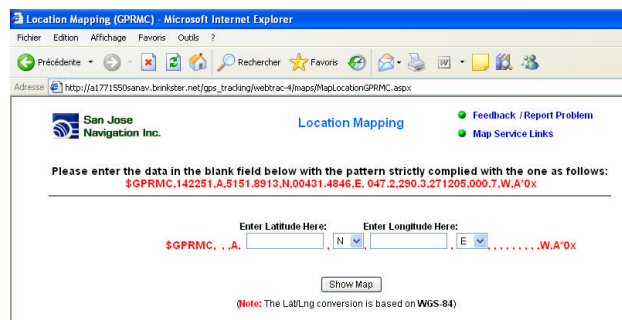 Location Mapping (GPRMC) - Microsoft Internet Explorer
Fichier Edition Affichage Favoris Outils ?
Précédente Rechercher Favoris
Adresse http://a1771550sanav.brinkster.net/gps_tracking/webtrac-4/maps/MapLocationGPRMC.aspx
San Jose
Navigation Inc.
Location Mapping
Feedback /Report Problem
Map Service Links
Please enter the data in the blank field below with the pattern strictly complied with the one as follows:
$GPRMC,142251,A,5151.8913,N,00431.4846,E, 047.2,290.3,271205,000.7,W,A*0x
Enter Latitude Here: Enter Longitude Here:
$GPRMC, , ,A, , N , , E , , , , , , , , ,W,A*0x
Show Map
(Note: The Lat/Lng conversion is based on WGS-84)